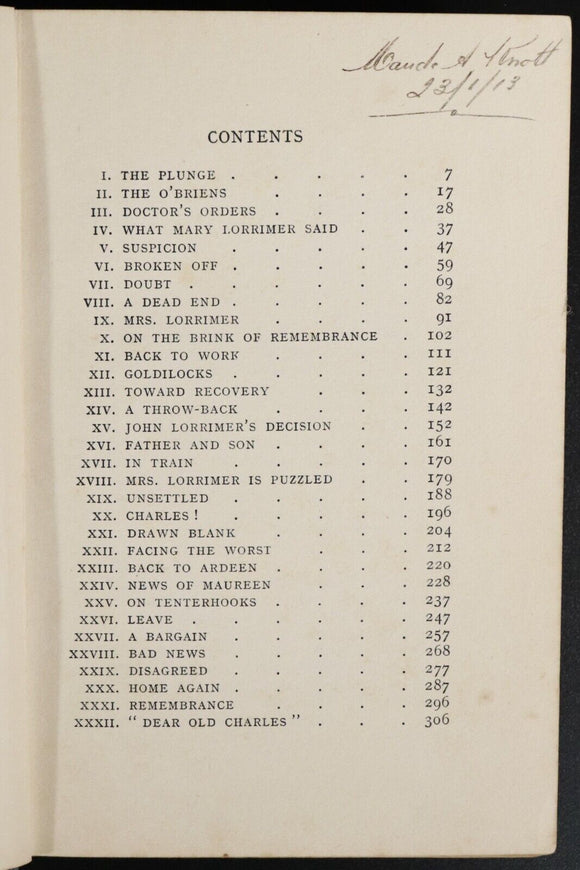 Maude A Knott
23/1/13
CONTENTS
I. THE PLUNGE . . . . . 7
II. THE O'BRIENS . . . . 17
III. DOCTOR'S ORDERS . . . . 28
IV. WHAT MARY LORRIMER SAID . . 37
V. SUSPICION . . . . . 47
VI. BROKEN OFF . . . . . 59
VII. DOUBT . . . . . . 69
VIII. A DEAD END . . . . . 82
IX. MRS. LORRIMER . . . . 91
X. ON THE BRINK OF REMEMBRANCE . 102
XI. BACK TO WORK . . . . 111
XII. GOLDILOCKS . . . . . 121
XIII. TOWARD RECOVERY . . . 132
XIV. A THROW-BACK . . . . 142
XV. JOHN LORRIMER'S DECISION . . 152
XVI. FATHER AND SON . . . . 161
XVII. IN TRAIN . . . . . 170
XVIII. MRS. LORRIMER IS PUZZLED . . 179
XIX. UNSETTLED . . . . . 188
XX. CHARLES! . . . . . 196
XXI. DRAWN BLANK . . . . 204
XXII. FACING THE WORST . . . 212
XXIII. BACK TO ARDEEN . . . . 220
XXIV. NEWS OF MAUREEN . . . 228
XXV. ON TENTERHOOKS . . . . 237
XXVI. LEAVE . . . . . . 247
XXVII. A BARGAIN . . . . . 257
XXVIII. BAD NEWS . . . . . 268
XXIX. DISAGREED . . . . . 277
XXX. HOME AGAIN . . . . . 287
XXXI. REMEMBRANCE . . . . 296
XXXII. "DEAR OLD CHARLES" . . . 306